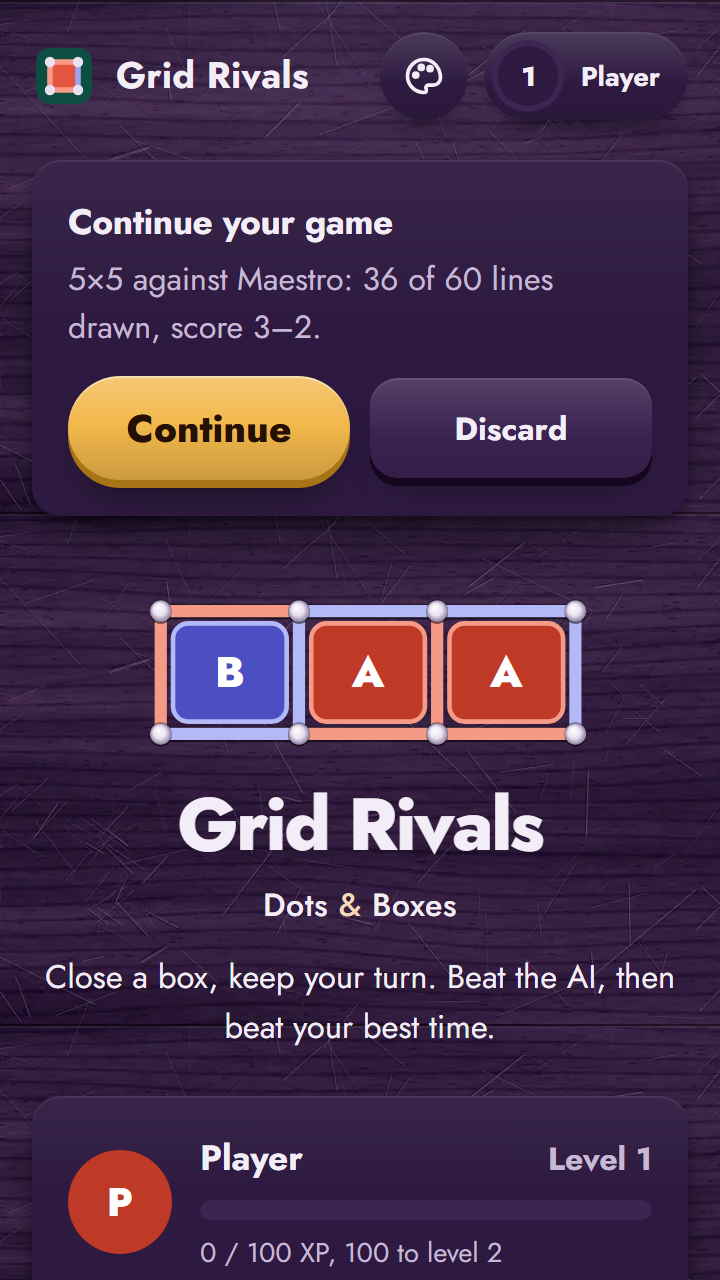 Grid Rivals
1 Player
Continue your game
5×5 against Maestro: 36 of 60 lines
drawn, score 3–2.
Continue Discard
B A A
Grid Rivals
Dots & Boxes
Close a box, keep your turn. Beat the AI, then
beat your best time.
P
Player Level 1
0 / 100 XP, 100 to level 2